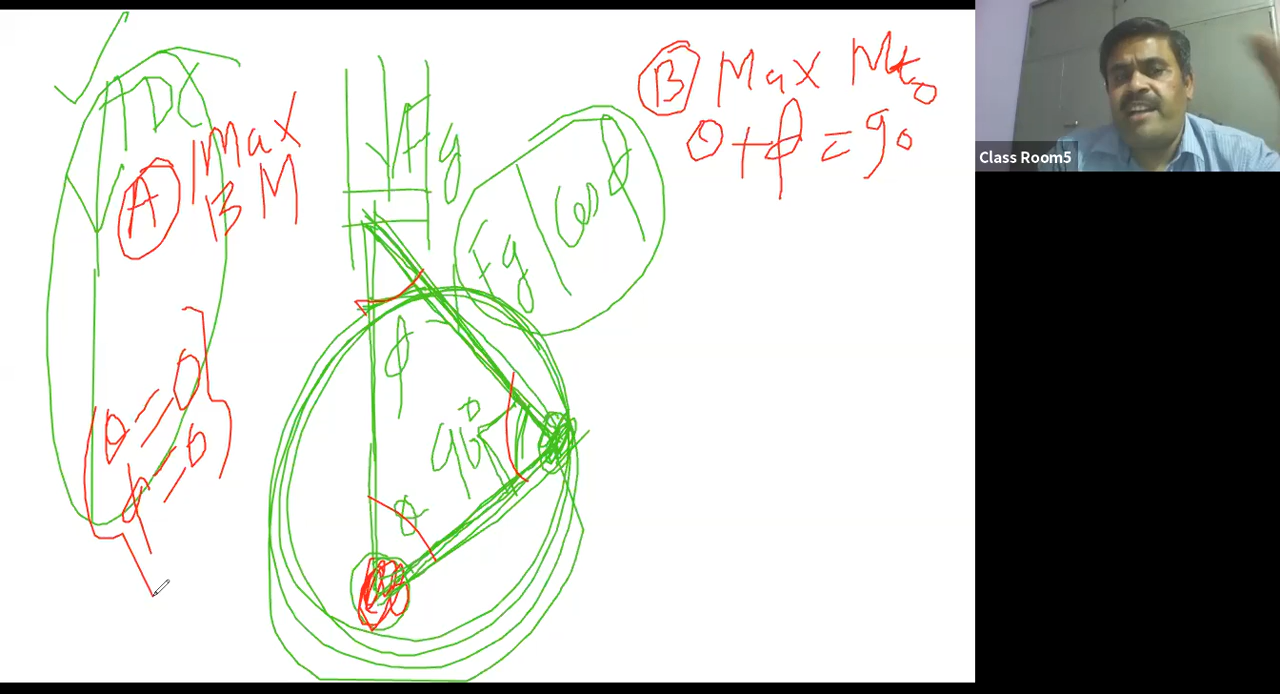 TDC
A Max
BM
θ = 0
ϕ = 0
Fg
Fg cos ϕ
ϕ
90°
θ
B Max Mt
θ + ϕ = 90
Class Room5